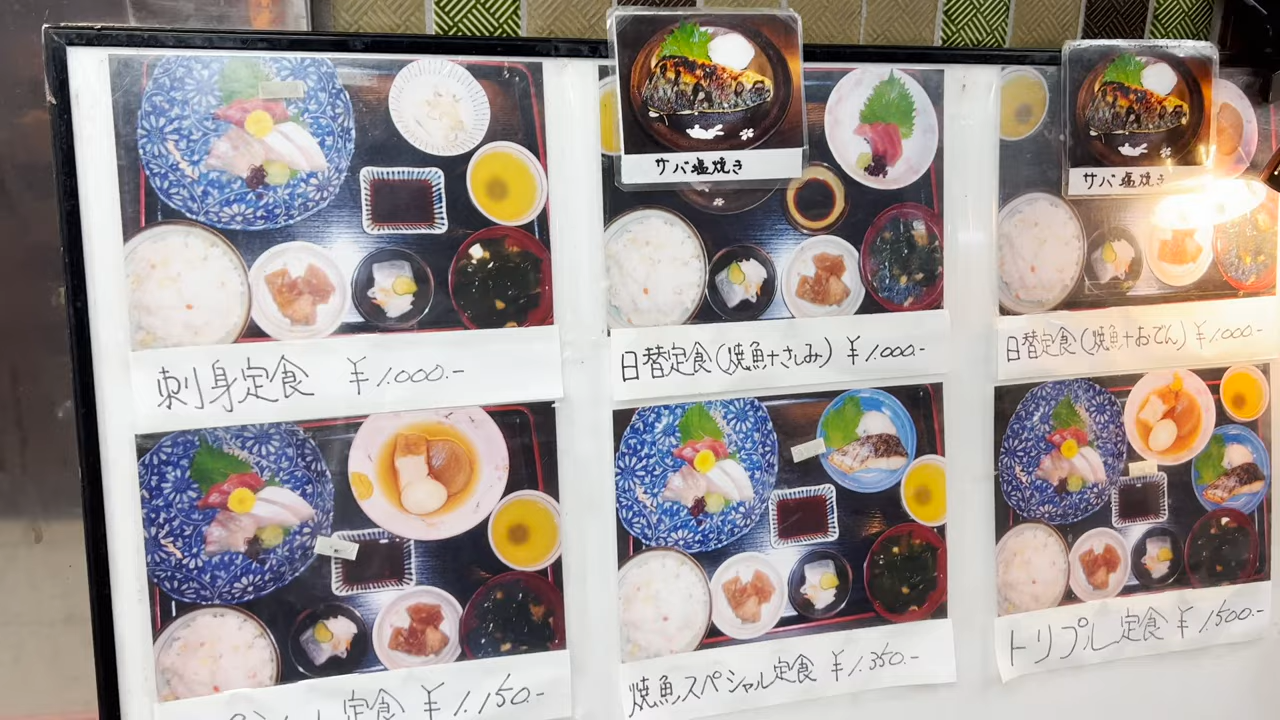 サバ塩焼き
サバ塩焼き
刺身定食 ¥1.000.-
日替定食(焼魚+さしみ) ¥1.000.-
日替定食(焼魚+おでん) ¥1.000.-
定食 ¥1.150.-
焼魚スペシャル定食 ¥1.350.-
トリプル定食 ¥1.500.-